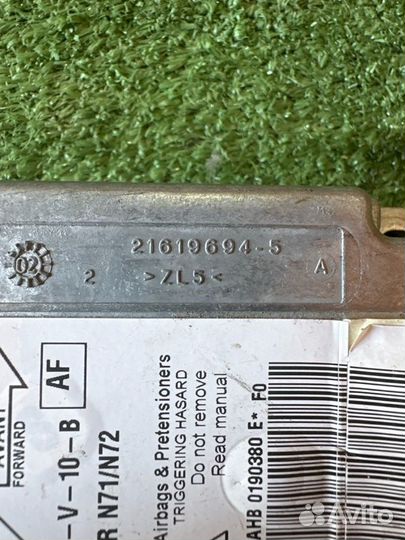 21619694-5
02
2 >ZL5< A
AVANT
FORWARD
-V-10-B AF
R N71/N72
Airbags & Pretensioners
TRIGGERING HASARD
Do not remove
Read manual
AHB 0190380 E* F0
Avito